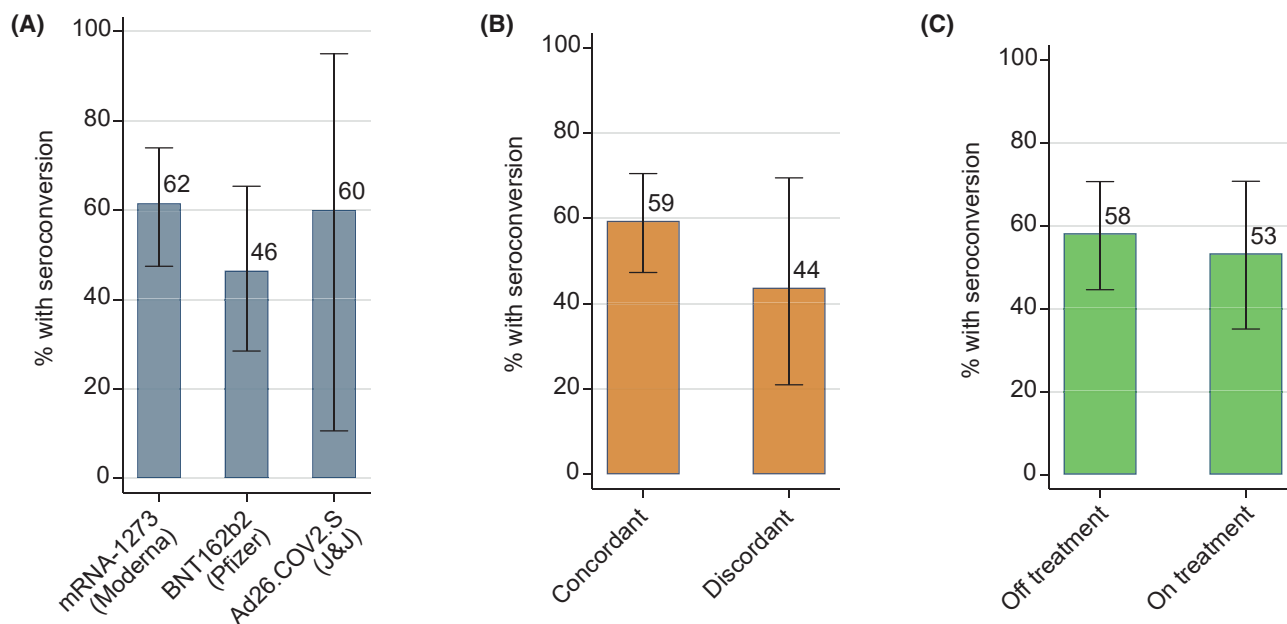 (A)
% with seroconversion
100
80
60
40
20
0
62
46
60
mRNA-1273
(Moderna)
BNT162b2
(Pfizer)
Ad26.COV2.S
(J&J)
(B)
% with seroconversion
100
80
60
40
20
0
59
44
Concordant
Discordant
(C)
% with seroconversion
100
80
60
40
20
0
58
53
Off treatment
On treatment